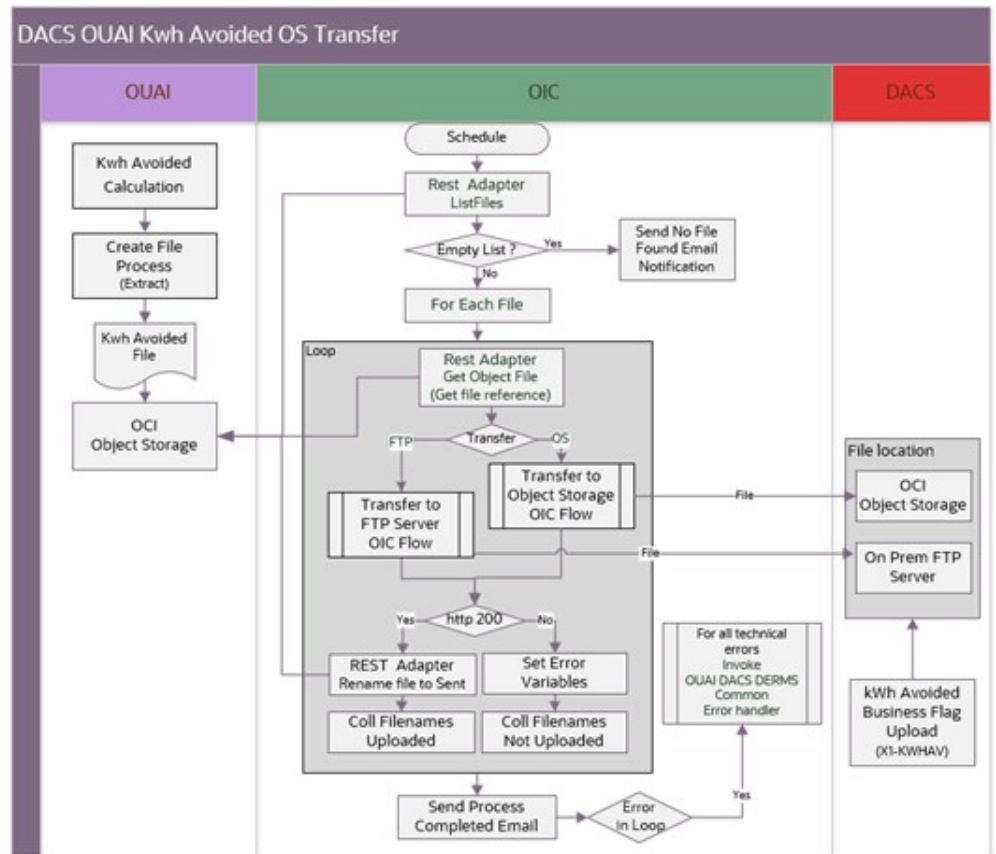 DACS OUAI Kwh Avoided OS Transfer
OUAI
OIC
DACS
Kwh Avoided
Calculation
Create File
Process
(Extract)
Kwh Avoided
File
OCI
Object Storage
Schedule
Rest Adapter
ListFiles
Empty List ?
Yes
Send No File
Found Email
Notification
No
For Each File
Loop
Rest Adapter
Get Object File
(Get file reference)
Transfer
FTP
OS
Transfer to
FTP Server
OIC Flow
Transfer to
Object Storage
OIC Flow
File
File
http 200
Yes
No
REST Adapter
Rename file to Sent
Set Error
Variables
Coll Filenames
Uploaded
Coll Filenames
Not Uploaded
Send Process
Completed Email
Error
in Loop
Yes
For all technical
errors
Invoke
OUAI DACS DERMS
Common
Error handler
File location
OCI
Object Storage
On Prem FTP
Server
kWh Avoided
Business Flag
Upload
(X1-KWHAV)